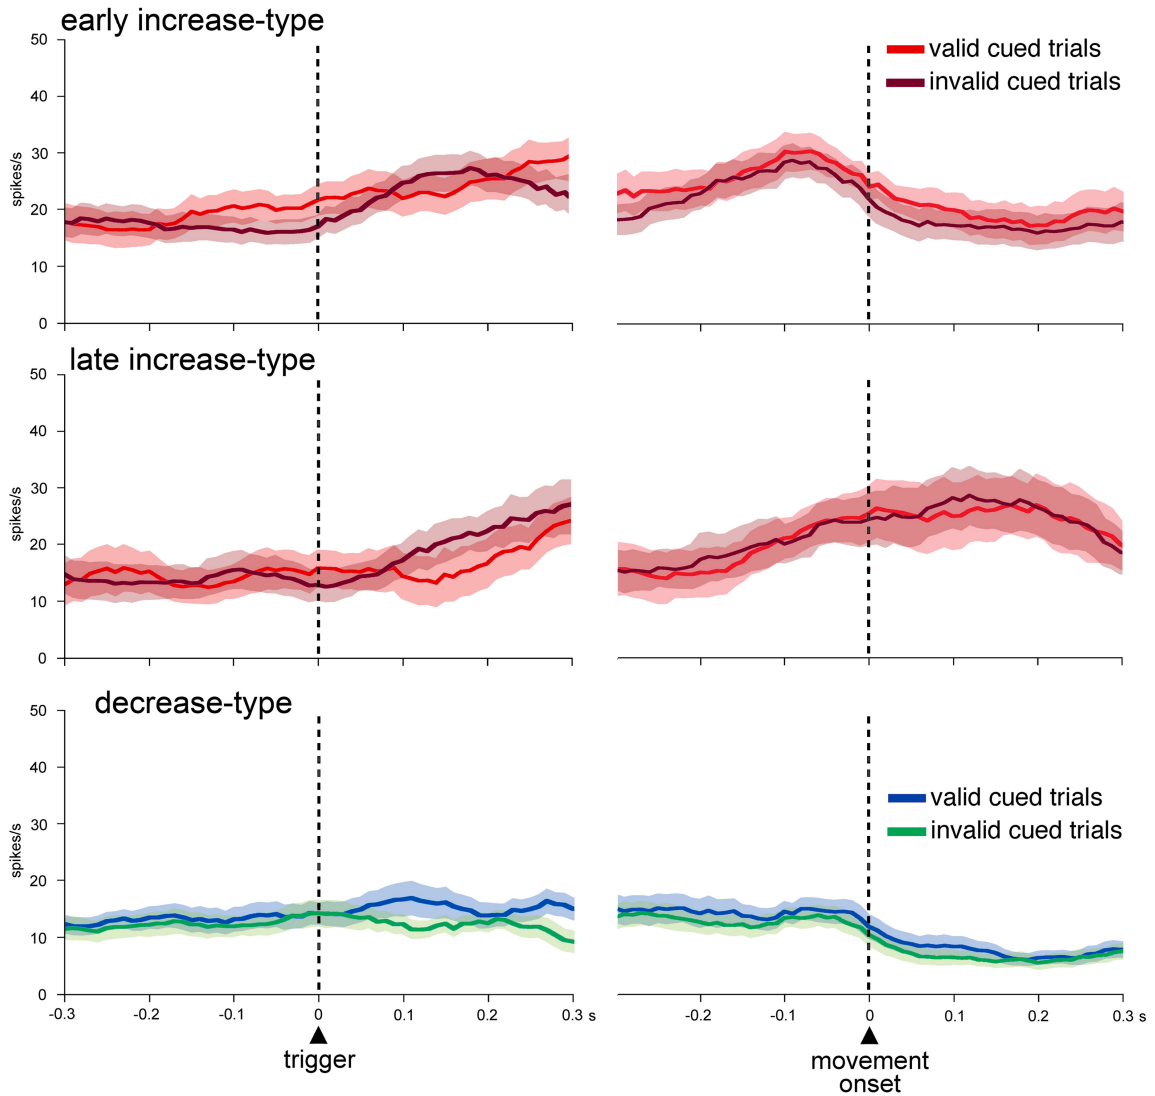 early increase-type
50
40
30
20
10
0
spikes/s
valid cued trials
invalid cued trials
late increase-type
50
40
30
20
10
0
spikes/s
decrease-type
50
40
30
20
10
0
spikes/s
valid cued trials
invalid cued trials
-0.3 -0.2 -0.1 0 0.1 0.2 0.3 s
-0.2 -0.1 0 0.1 0.2 0.3 s
trigger
movement
onset